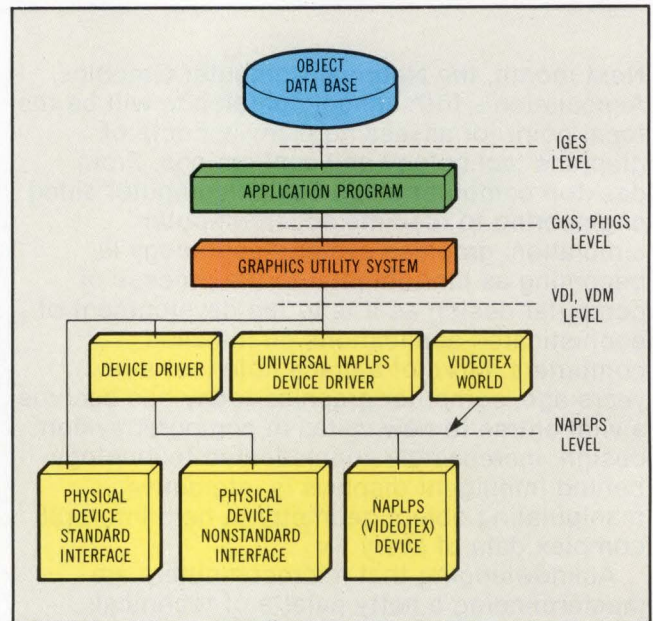 OBJECT
DATA BASE
IGES
LEVEL
APPLICATION PROGRAM
GKS, PHIGS
LEVEL
GRAPHICS UTILITY SYSTEM
VDI, VDM
LEVEL
DEVICE DRIVER
UNIVERSAL NAPLPS
DEVICE DRIVER
VIDEOTEX
WORLD
NAPLPS
LEVEL
PHYSICAL
DEVICE
STANDARD
INTERFACE
PHYSICAL
DEVICE
NONSTANDARD
INTERFACE
NAPLPS
(VIDEOTEX)
DEVICE